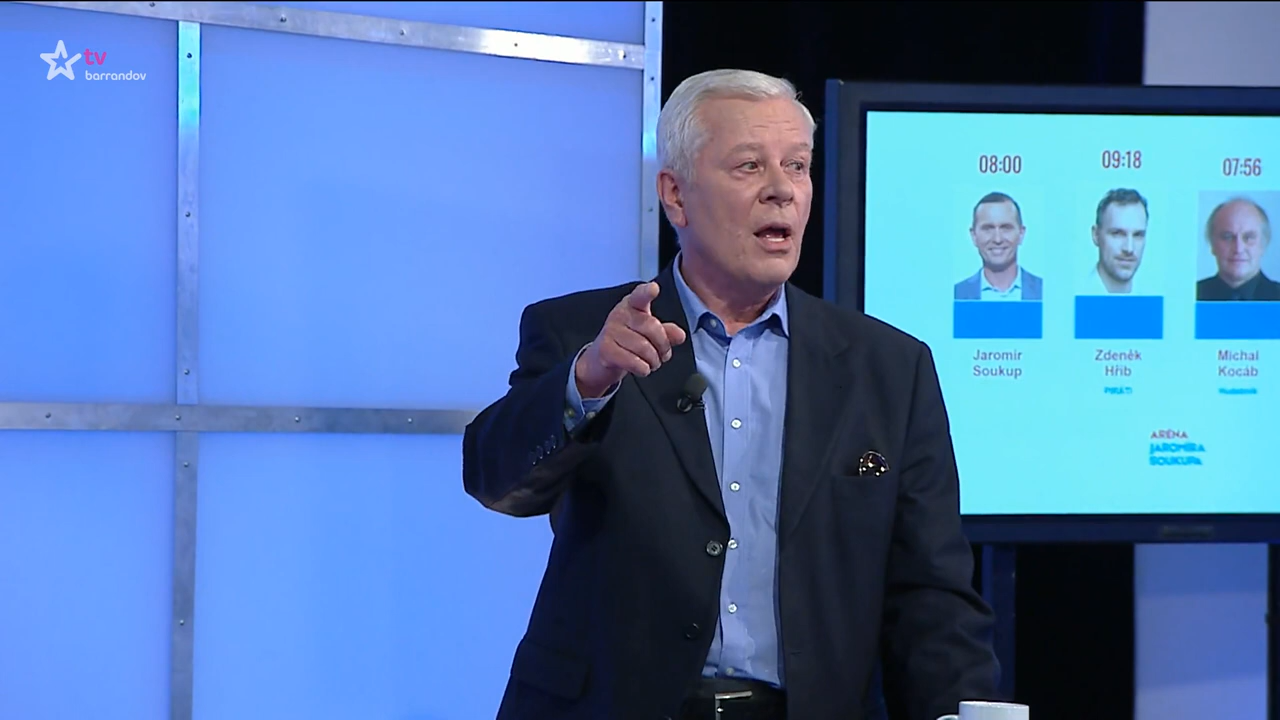 tv
barrandov
08:00
09:18
07:56
Jaromír
Soukup
Zdeněk
Hřib
Michal
Kocáb
PIRÁTI
ARÉNA
JAROMÍRA
SOUKUPA